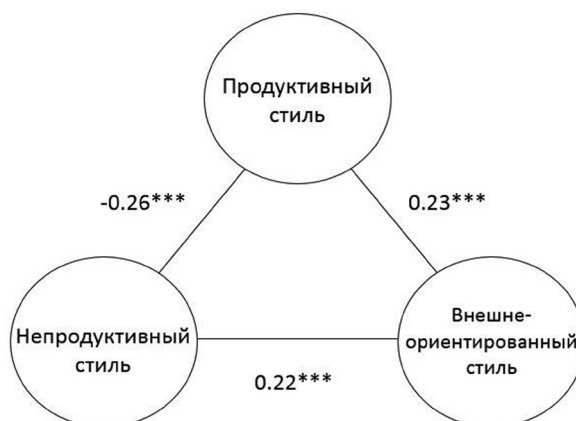 Продуктивный
стиль
-0.26***
0.23***
Непродуктивный
стиль
Внешне-
ориентированный
стиль
0.22***